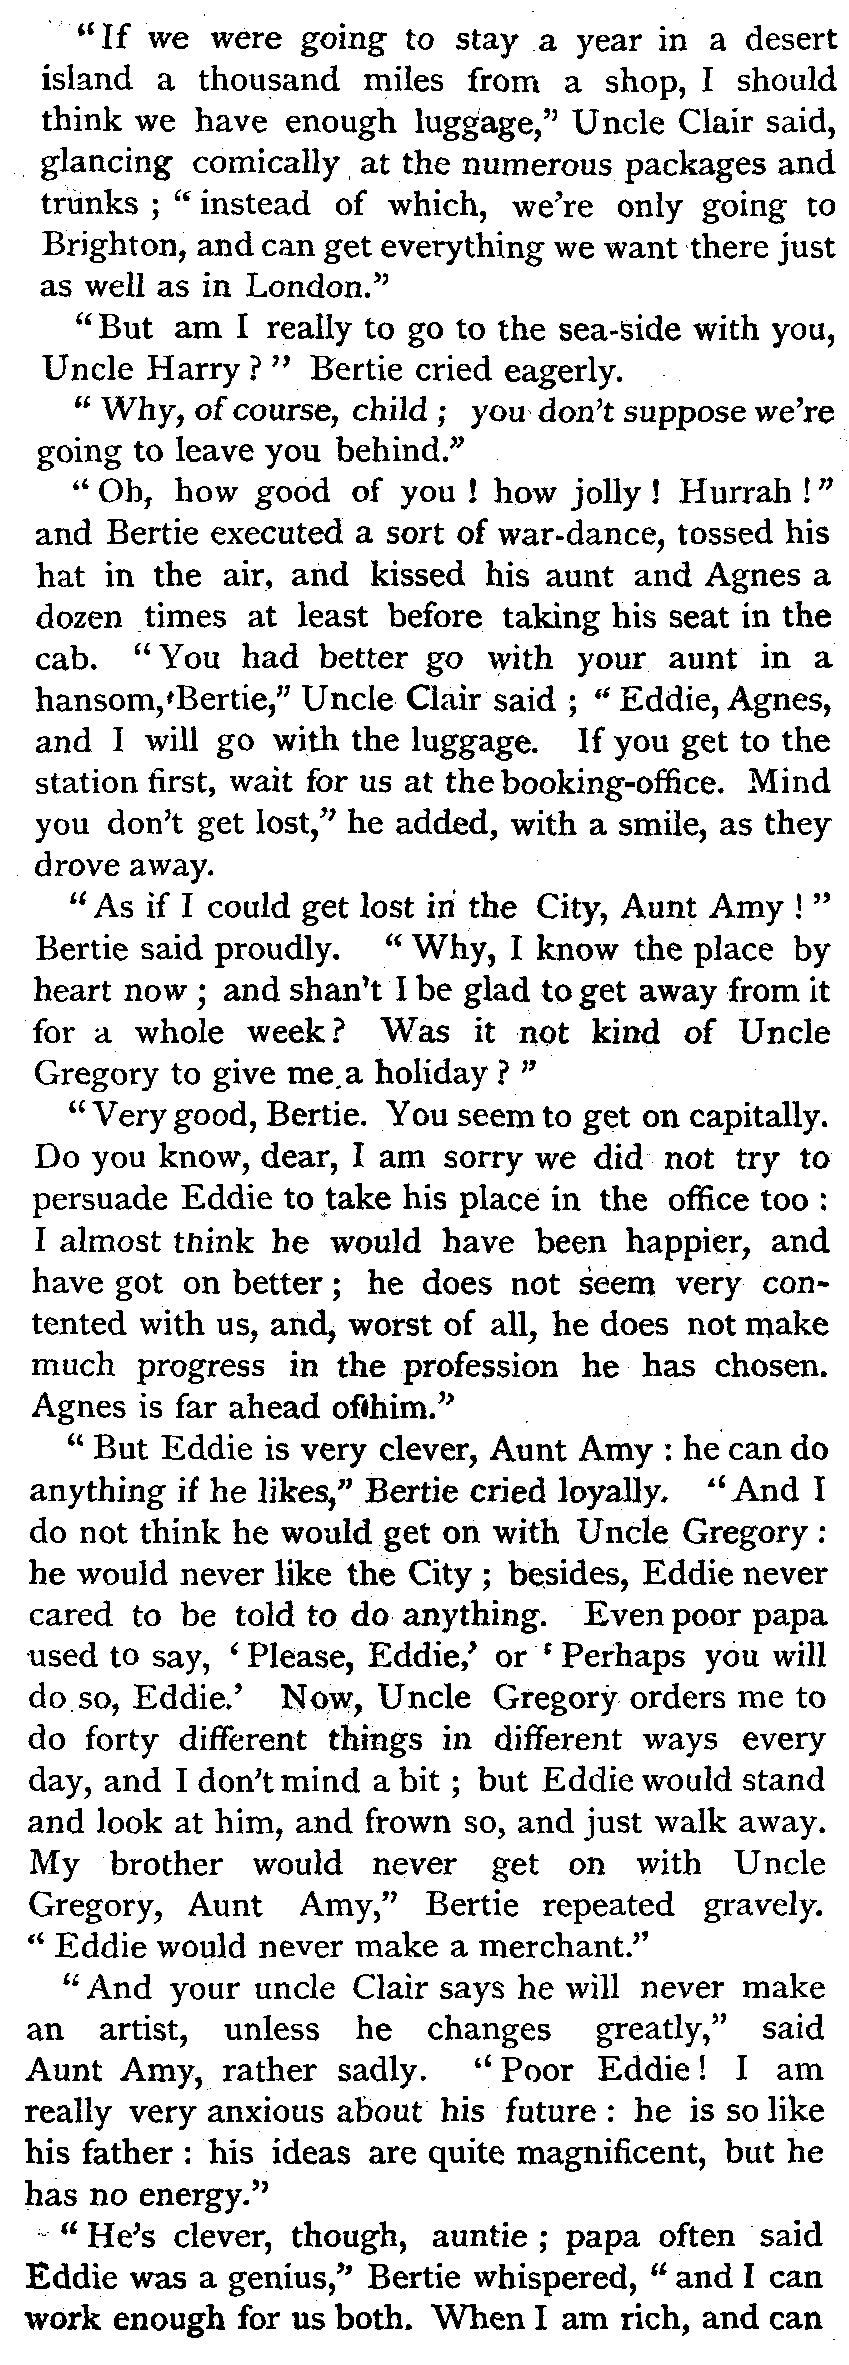 “If we were going to stay a year in a desert
island a thousand miles from a shop, I should
think we have enough luggage,” Uncle Clair said,
glancing comically at the numerous packages and
trunks ; “ instead of which, we’re only going to
Brighton, and can get everything we want there just
as well as in London.”
“But am I really to go to the sea-side with you,
Uncle Harry ? ” Bertie cried eagerly.
“ Why, of course, child ; you don’t suppose we’re
going to leave you behind.”
“ Oh, how good of you ! how jolly ! Hurrah !”
and Bertie executed a sort of war-dance, tossed his
hat in the air, and kissed his aunt and Agnes a
dozen times at least before taking his seat in the
cab. “You had better go with your aunt in a
hansom, Bertie,” Uncle Clair said ; “ Eddie, Agnes,
and I will go with the luggage. If you get to the
station first, wait for us at the booking-office. Mind
you don’t get lost,” he added, with a smile, as they
drove away.
“As if I could get lost in the City, Aunt Amy ! ”
Bertie said proudly. “ Why, I know the place by
heart now ; and shan’t I be glad to get away from it
for a whole week? Was it not kind of Uncle
Gregory to give me a holiday ? ”
“Very good, Bertie. You seem to get on capitally.
Do you know, dear, I am sorry we did not try to
persuade Eddie to take his place in the office too :
I almost think he would have been happier, and
have got on better ; he does not seem very con-
tented with us, and, worst of all, he does not make
much progress in the profession he has chosen.
Agnes is far ahead of him.”
“ But Eddie is very clever, Aunt Amy : he can do
anything if he likes,” Bertie cried loyally. “And I
do not think he would get on with Uncle Gregory :
he would never like the City ; besides, Eddie never
cared to be told to do anything. Even poor papa
used to say, ‘ Please, Eddie,’ or ‘ Perhaps you will
do so, Eddie.’ Now, Uncle Gregory orders me to
do forty different things in different ways every
day, and I don’t mind a bit ; but Eddie would stand
and look at him, and frown so, and just walk away.
My brother would never get on with Uncle
Gregory, Aunt Amy,” Bertie repeated gravely.
“ Eddie would never make a merchant.”
“And your uncle Clair says he will never make
an artist, unless he changes greatly,” said
Aunt Amy, rather sadly. “Poor Eddie! I am
really very anxious about his future : he is so like
his father : his ideas are quite magnificent, but he
has no energy.”
“ He’s clever, though, auntie ; papa often said
Eddie was a genius,” Bertie whispered, “ and I can
work enough for us both. When I am rich, and can